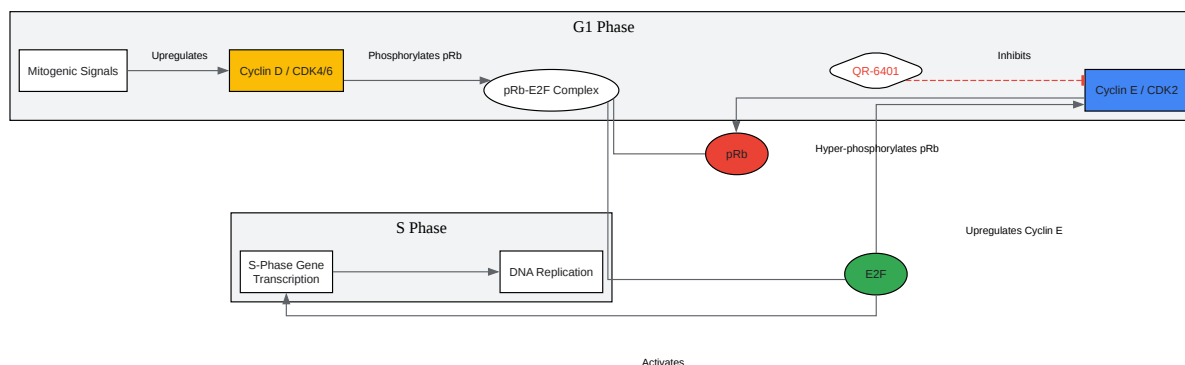 G1 Phase
Upregulates
Phosphorylates pRb
Inhibits
Mitogenic Signals
Cyclin D / CDK4/6
pRb-E2F Complex
QR-6401
Cyclin E / CDK2
pRb
Hyper-phosphorylates pRb
S Phase
Upregulates Cyclin E
S-Phase Gene
Transcription
DNA Replication
E2F
Activates